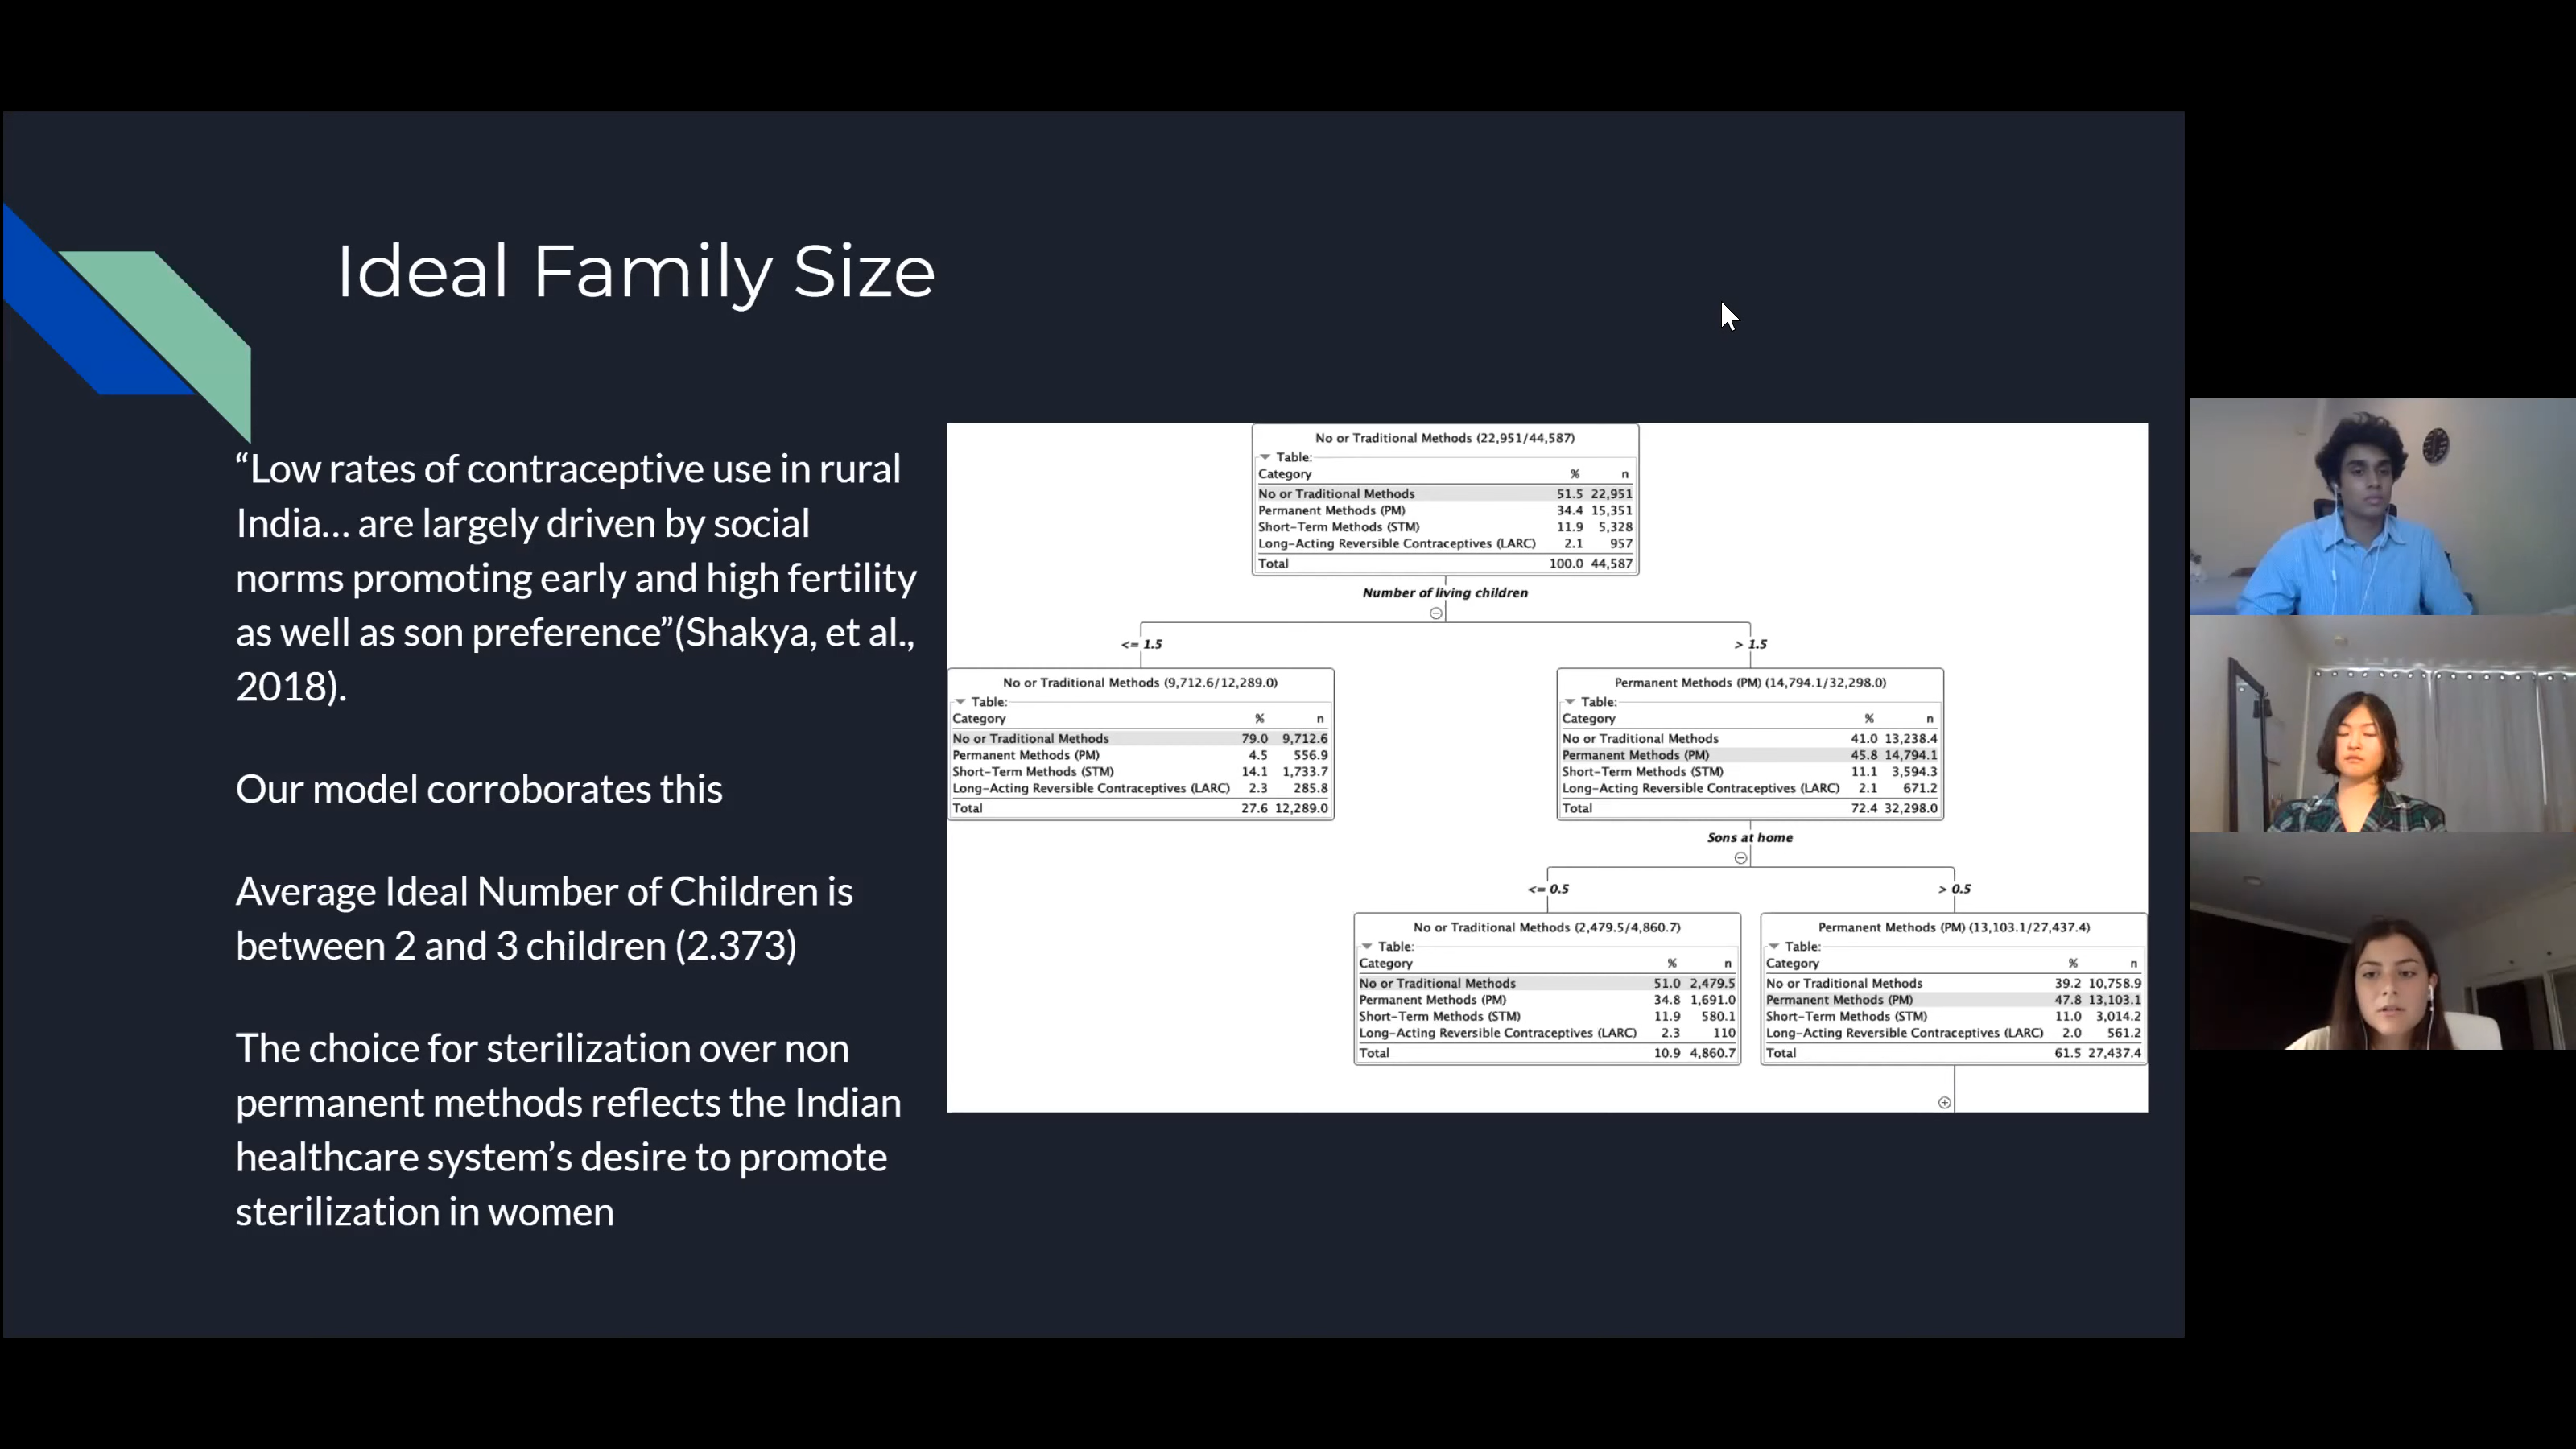 Ideal Family Size
“Low rates of contraceptive use in rural
India... are largely driven by social
norms promoting early and high fertility
as well as son preference”(Shakya, et al.,
2018).
Our model corroborates this
Average Ideal Number of Children is
between 2 and 3 children (2.373)
The choice for sterilization over non
permanent methods reflects the Indian
healthcare system’s desire to promote
sterilization in women
No or Traditional Methods (22,951/44,587)
Table:
Category % n
No or Traditional Methods 51.5 22,951
Permanent Methods (PM) 34.4 15,351
Short-Term Methods (STM) 11.9 5,328
Long-Acting Reversible Contraceptives (LARC) 2.1 957
Total 100.0 44,587
Number of living children
<= 1.5
> 1.5
No or Traditional Methods (9,712.6/12,289.0)
Table:
Category % n
No or Traditional Methods 79.0 9,712.6
Permanent Methods (PM) 4.5 556.9
Short-Term Methods (STM) 14.1 1,733.7
Long-Acting Reversible Contraceptives (LARC) 2.3 285.8
Total 27.6 12,289.0
Permanent Methods (PM) (14,794.1/32,298.0)
Table:
Category % n
No or Traditional Methods 41.0 13,238.4
Permanent Methods (PM) 45.8 14,794.1
Short-Term Methods (STM) 11.1 3,594.3
Long-Acting Reversible Contraceptives (LARC) 2.1 671.2
Total 72.4 32,298.0
Sons at home
<= 0.5
> 0.5
No or Traditional Methods (2,479.5/4,860.7)
Table:
Category % n
No or Traditional Methods 51.0 2,479.5
Permanent Methods (PM) 34.8 1,691.0
Short-Term Methods (STM) 11.9 580.1
Long-Acting Reversible Contraceptives (LARC) 2.3 110
Total 10.9 4,860.7
Permanent Methods (PM) (13,103.1/27,437.4)
Table:
Category % n
No or Traditional Methods 39.2 10,758.9
Permanent Methods (PM) 47.8 13,103.1
Short-Term Methods (STM) 11.0 3,014.2
Long-Acting Reversible Contraceptives (LARC) 2.0 561.2
Total 61.5 27,437.4